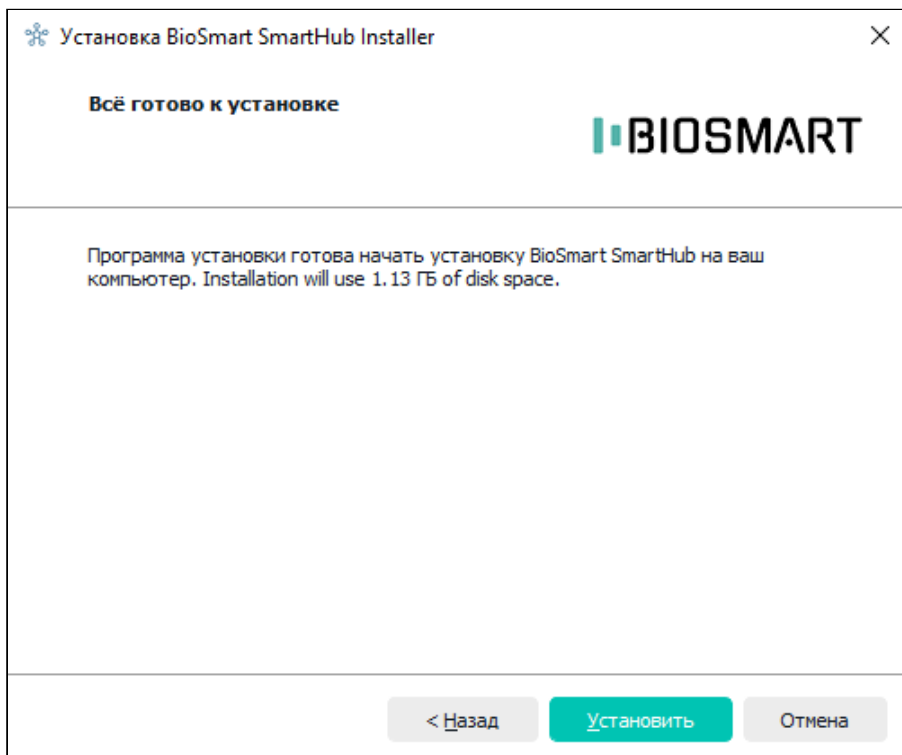 Установка BioSmart SmartHub Installer
Всё готово к установке
BIOSMART
Программа установки готова начать установку BioSmart SmartHub на ваш
компьютер. Installation will use 1.13 ГБ of disk space.
< Назад
Установить
Отмена